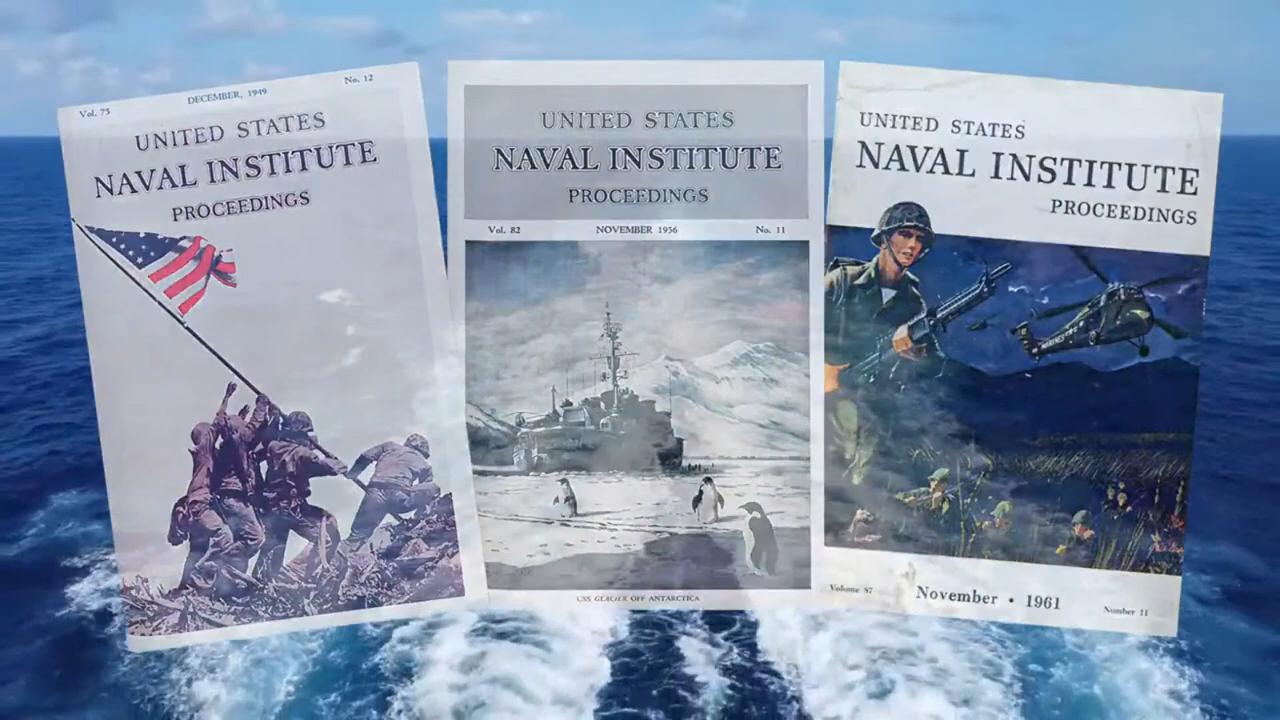 Vol. 75
DECEMBER, 1949
No. 12
UNITED STATES
NAVAL INSTITUTE
PROCEEDINGS
UNITED STATES
NAVAL INSTITUTE
PROCEEDINGS
Vol. 82
NOVEMBER 1956
No. 11
USS GLACIER OFF ANTARCTICA
UNITED STATES
NAVAL INSTITUTE
PROCEEDINGS
MARINES
Volume 87
November • 1961
Number 11